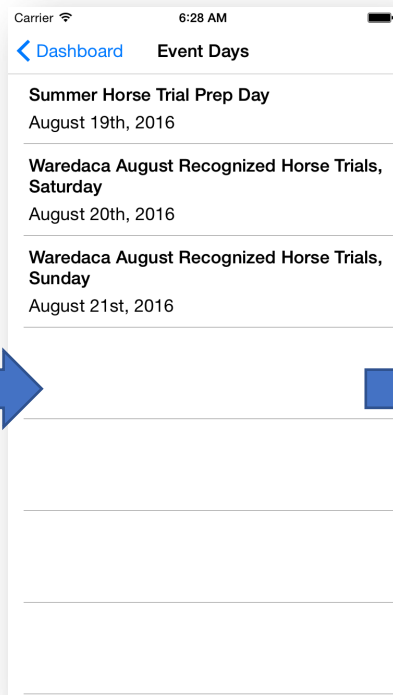 Carrier 6:28 AM
Dashboard Event Days
Summer Horse Trial Prep Day
August 19th, 2016
Waredaca August Recognized Horse Trials,
Saturday
August 20th, 2016
Waredaca August Recognized Horse Trials,
Sunday
August 21st, 2016